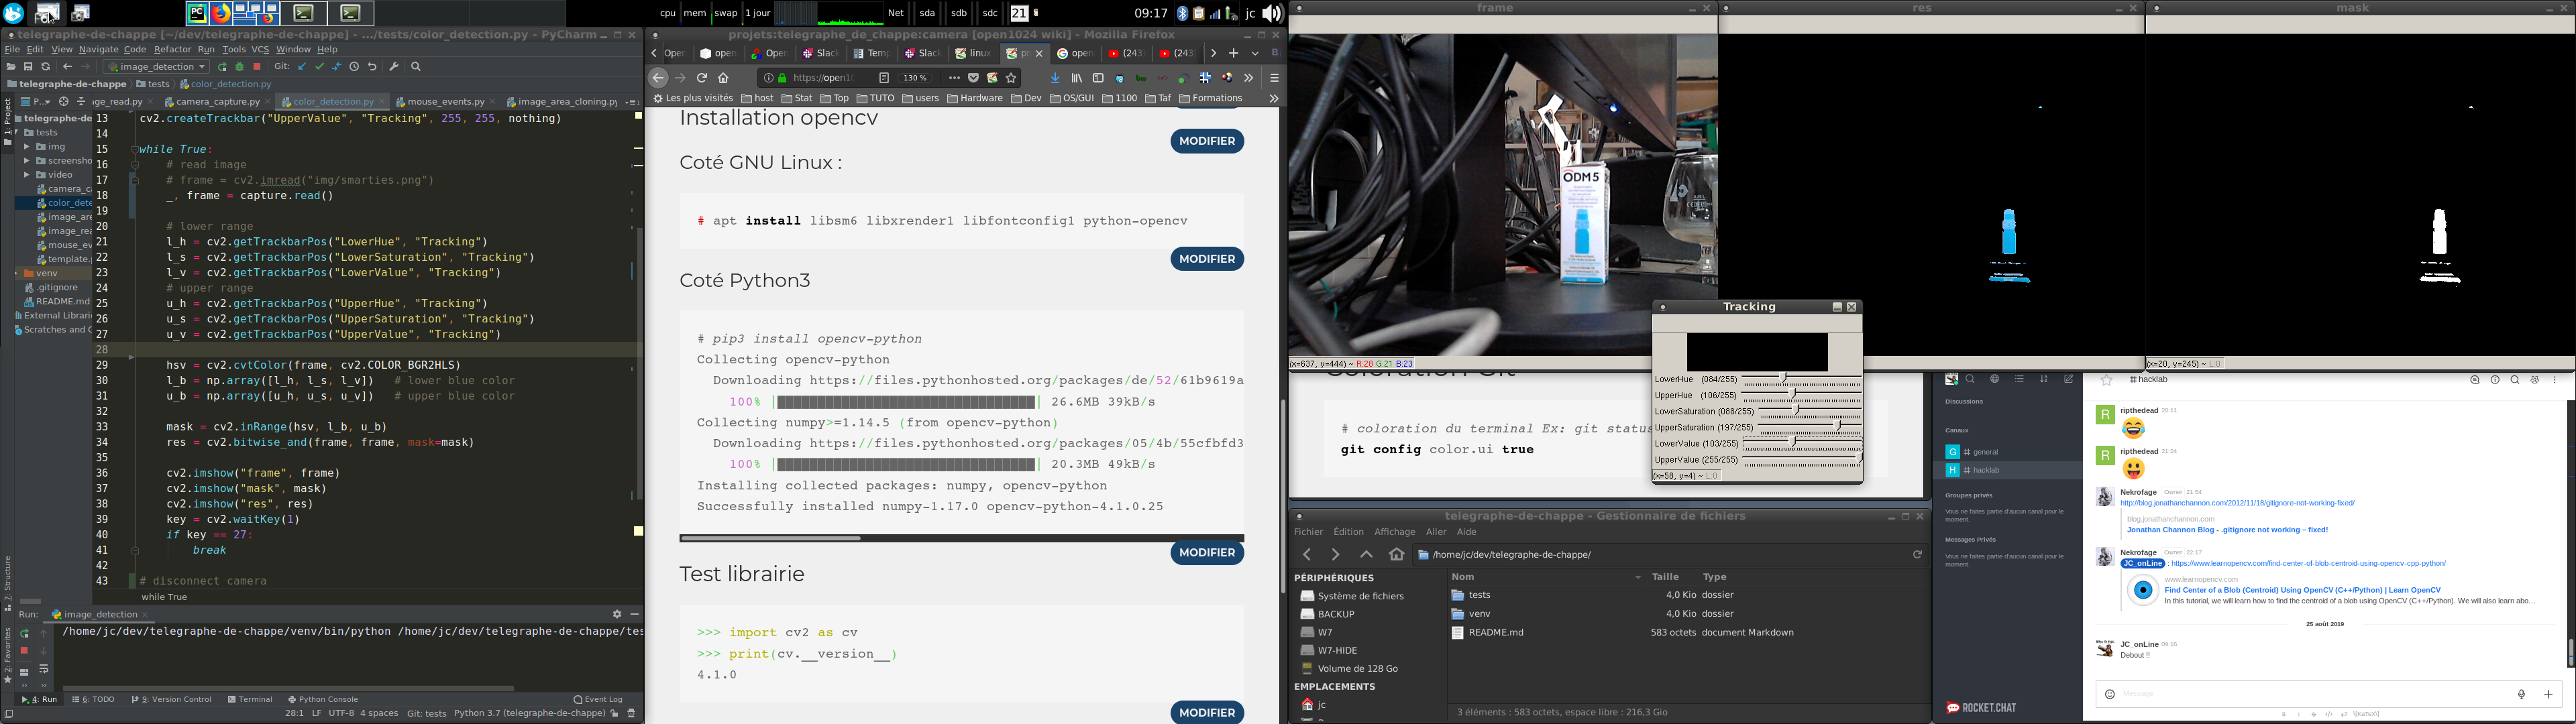 cpu mem swap 1 jour Net sda sdb sdc 21 09:17 jc
telegraphe-de-chappe [~/dev/telegraphe-de-chappe] - .../tests/color_detection.py - PyCharm
File Edit View Navigate Code Refactor Run Tools VCS Window Help
image_detection Git:
telegraphe-de-chappe tests color_detection.py
P... ge_read.py camera_capture.py color_detection.py mouse_events.py image_area_cloning.py
1: Project
telegraphe-de
tests
img
screensho
video
camera_ca
color_dete
image_are
image_rea
mouse_ev
template.
venv
.gitignore
README.md
External Librarie
Scratches and C
13 cv2.createTrackbar("UpperValue", "Tracking", 255, 255, nothing)
14
15 while True:
16 # read image
17 # frame = cv2.imread("img/smarties.png")
18 _, frame = capture.read()
19
20 # lower range
21 l_h = cv2.getTrackbarPos("LowerHue", "Tracking")
22 l_s = cv2.getTrackbarPos("LowerSaturation", "Tracking")
23 l_v = cv2.getTrackbarPos("LowerValue", "Tracking")
24 # upper range
25 u_h = cv2.getTrackbarPos("UpperHue", "Tracking")
26 u_s = cv2.getTrackbarPos("UpperSaturation", "Tracking")
27 u_v = cv2.getTrackbarPos("UpperValue", "Tracking")
28
29 hsv = cv2.cvtColor(frame, cv2.COLOR_BGR2HLS)
30 l_b = np.array([l_h, l_s, l_v]) # lower blue color
31 u_b = np.array([u_h, u_s, u_v]) # upper blue color
32
33 mask = cv2.inRange(hsv, l_b, u_b)
34 res = cv2.bitwise_and(frame, frame, mask=mask)
35
36 cv2.imshow("frame", frame)
37 cv2.imshow("mask", mask)
38 cv2.imshow("res", res)
39 key = cv2.waitKey(1)
40 if key == 27:
41 break
42
43 # disconnect camera
while True
7: Structure
2: Favorites
Run: image_detection
/home/jc/dev/telegraphe-de-chappe/venv/bin/python /home/jc/dev/telegraphe-de-chappe/tes
4: Run 6: TODO 9: Version Control Terminal Python Console Event Log
28:1 LF UTF-8 4 spaces Git: tests Python 3.7 (telegraphe-de-chappe)
projets:telegraphe_de_chappe:camera [open1024 wiki] - Mozilla Firefox
Open open Oper Slack Temp Slack linux pr open (243) (243)
https://open10 130 %
Les plus visités host Stat Top TUTO users Hardware Dev OS/GUI 1100 Taf Formations
Installation opencv
MODIFIER
Coté GNU Linux :
# apt install libsm6 libxrender1 libfontconfig1 python-opencv
MODIFIER
Coté Python3
# pip3 install opencv-python
Collecting opencv-python
Downloading https://files.pythonhosted.org/packages/de/52/61b9619a
100% | | 26.6MB 39kB/s
Collecting numpy>=1.14.5 (from opencv-python)
Downloading https://files.pythonhosted.org/packages/05/4b/55cfbfd3
100% | | 20.3MB 49kB/s
Installing collected packages: numpy, opencv-python
Successfully installed numpy-1.17.0 opencv-python-4.1.0.25
MODIFIER
Test librairie
>>> import cv2 as cv
>>> print(cv.__version__)
4.1.0
MODIFIER
frame
ODM 5
(x=637, y=444) ~ R:28 G:21 B:23
res
mask
(x=20, y=245) ~ L:0
Tracking
LowerHue (084/255)
UpperHue (106/255)
LowerSaturation (088/255)
UpperSaturation (197/255)
LowerValue (103/255)
UpperValue (255/255)
(x=58, y=4) ~ L:0
Coloration Git
# coloration du terminal Ex: git status
git config color.ui true
telegraphe-de-chappe - Gestionnaire de fichiers
Fichier Édition Affichage Aller Aide
/home/jc/dev/telegraphe-de-chappe/
PÉRIPHÉRIQUES
Système de fichiers
BACKUP
W7
W7-HIDE
Volume de 128 Go
EMPLACEMENTS
jc
Nom Taille Type
tests 4,0 Kio dossier
venv 4,0 Kio dossier
README.md 583 octets document Markdown
3 éléments : 583 octets, espace libre : 216,3 Gio
Discussions
Canaux
G # general
H # hacklab
Groupes privés
Vous ne faites partie d'aucun canal pour le moment.
Messages Privés
Vous ne faites partie d'aucun canal pour le moment.
ROCKET.CHAT
# hacklab
R ripthedead 20:11
R ripthedead 21:24
Nekrofage Owner 21:54
http://blog.jonathanchannon.com/2012/11/18/gitignore-not-working-fixed/
blog.jonathanchannon.com
Jonathan Channon Blog - .gitignore not working – fixed!
Nekrofage Owner 22:17
JC_onLine : https://www.learnopencv.com/find-center-of-blob-centroid-using-opencv-cpp-python/
www.learnopencv.com
Find Center of a Blob (Centroid) Using OpenCV (C++/Python) | Learn OpenCV
In this tutorial, we will learn how to find the centroid of a blob using OpenCV (C++/Python). We will also learn abo...
25 août 2019
JC_onLine 09:16
Debout !!
Message